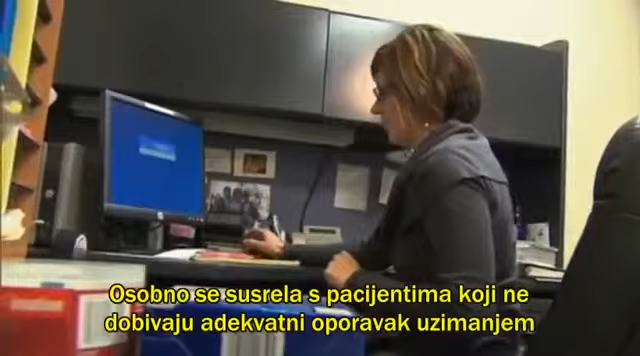 Osobno se susrela s pacijentima koji ne
dobivaju adekvatni oporavak uzimanjem